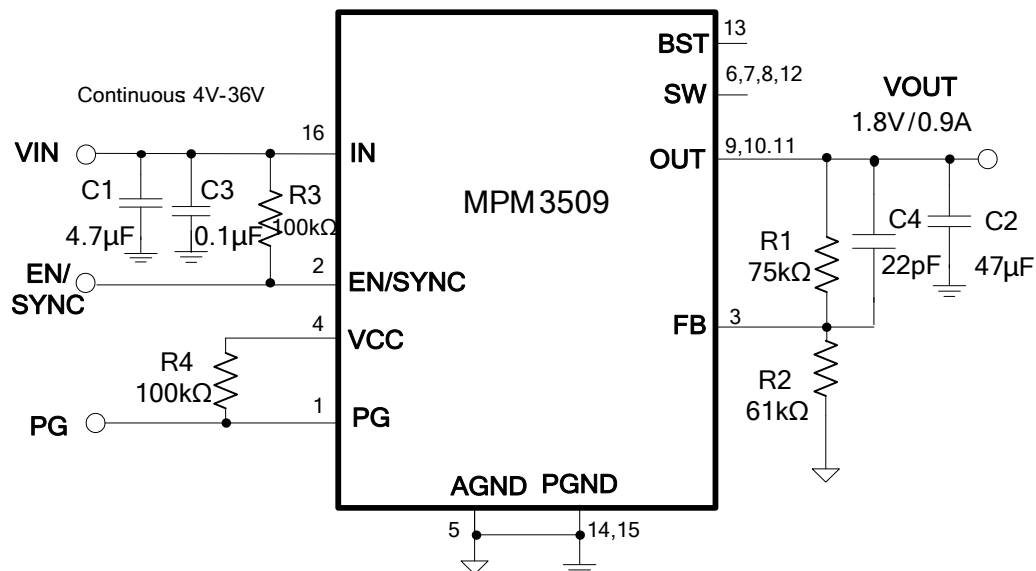 13
BST
6,7,8,12
SW
Continuous 4V-36V
VOUT
1.8V/0.9A
16
9,10.11
VIN
IN
OUT
C1
C3
R3
MPM3509
4.7µF
0.1µF
100kΩ
C4
C2
R1
75kΩ
22pF
47µF
EN/
SYNC
2
EN/SYNC
4
VCC
FB
3
R4
100kΩ
R2
61kΩ
PG
1
PG
AGND
PGND
5
14,15